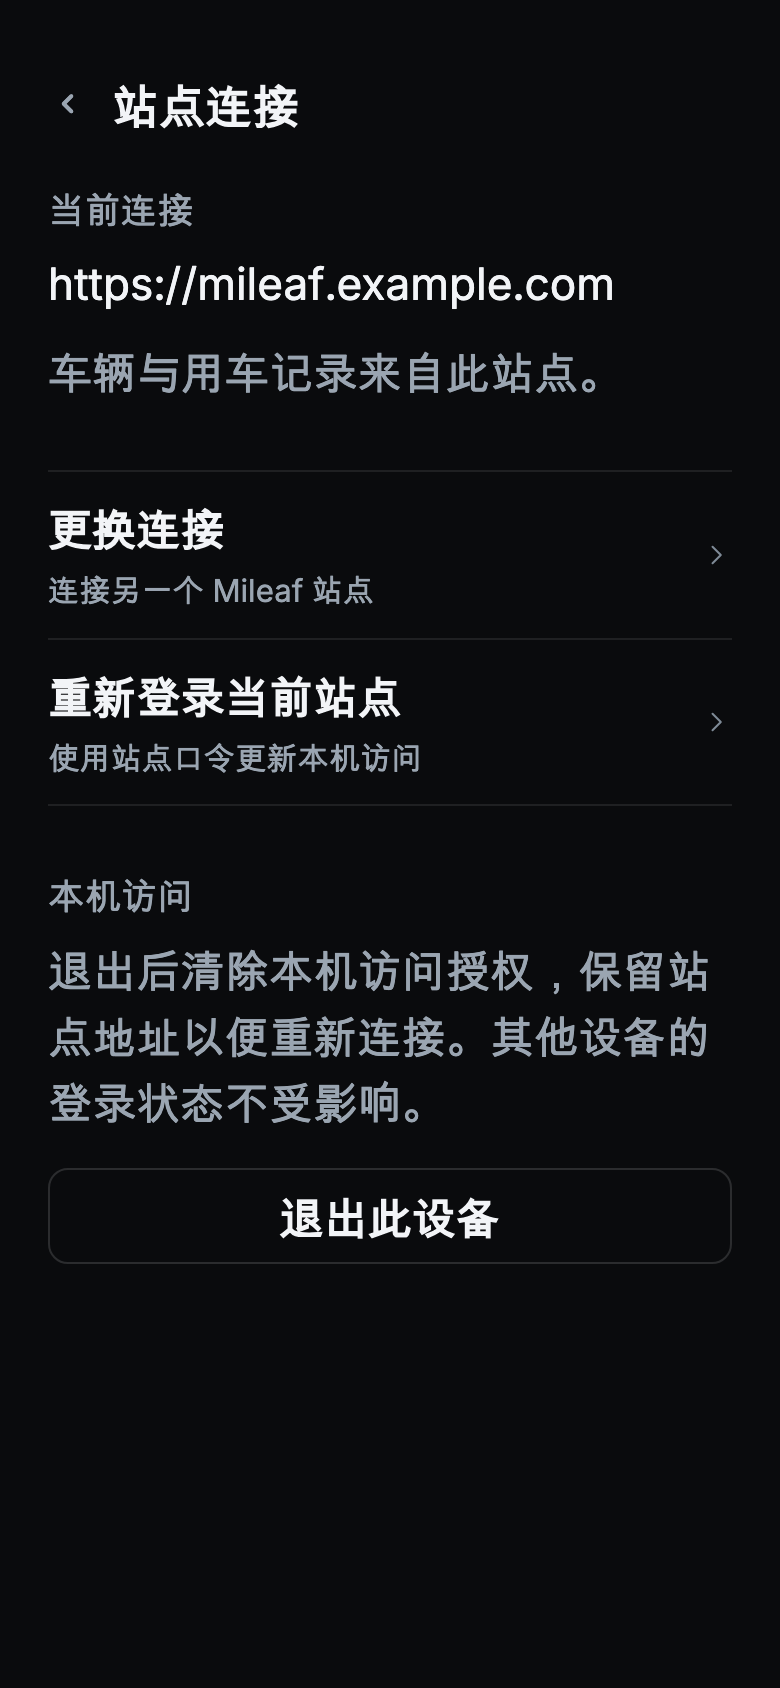 站点连接
当前连接
https://mileaf.example.com
车辆与用车记录来自此站点。
更换连接
连接另一个 Mileaf 站点
重新登录当前站点
使用站点口令更新本机访问
本机访问
退出后清除本机访问授权，保留站
点地址以便重新连接。其他设备的
登录状态不受影响。
退出此设备